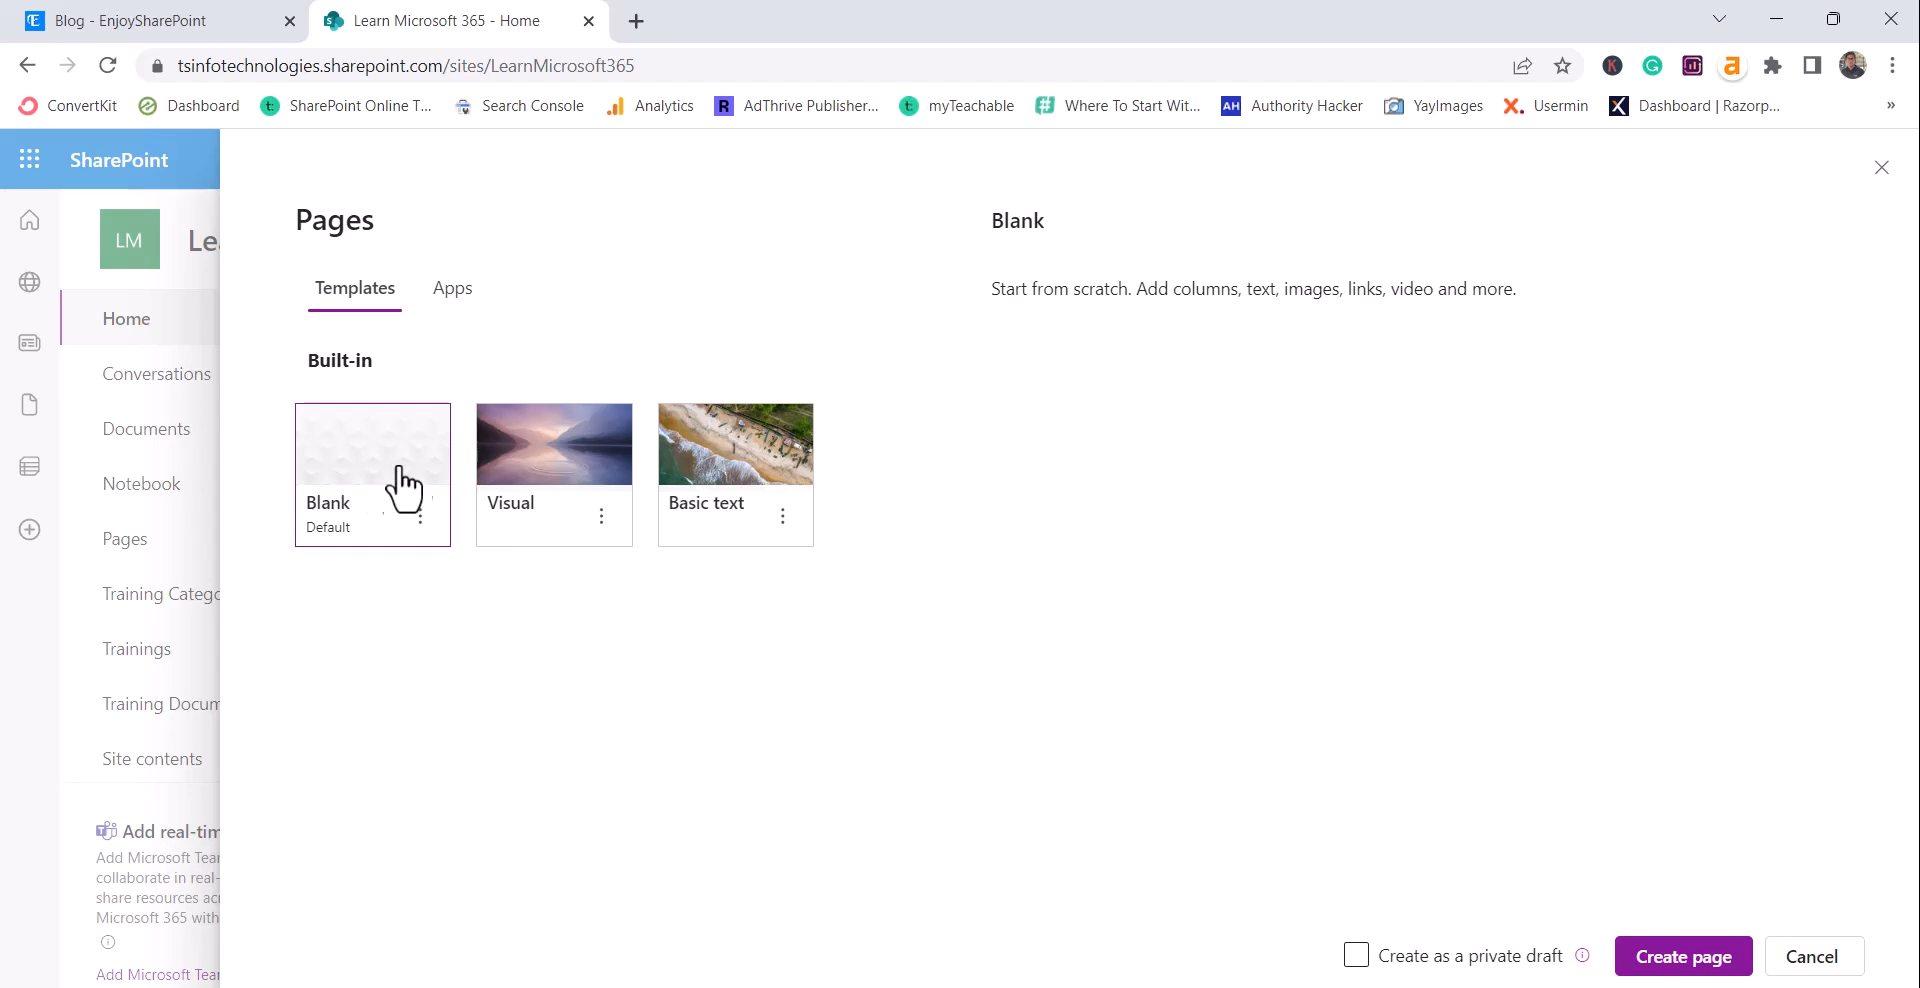 Blog - EnjoySharePoint
Learn Microsoft 365 - Home
tsinfotechnologies.sharepoint.com/sites/LearnMicrosoft365
ConvertKit
Dashboard
SharePoint Online T...
Search Console
Analytics
AdThrive Publisher...
myTeachable
Where To Start Wit...
AH
Authority Hacker
YayImages
Usermin
Dashboard | Razorp...
SharePoint
LM
Le
Home
Conversations
Documents
Notebook
Pages
Training Catego
Trainings
Training Docum
Site contents
Add real-tim
Add Microsoft Tea
collaborate in real-
share resources ac
Microsoft 365 with
Add Microsoft Tea
Pages
Templates
Apps
Built-in
Blank
Default
Visual
Basic text
Blank
Start from scratch. Add columns, text, images, links, video and more.
Create as a private draft
Create page
Cancel